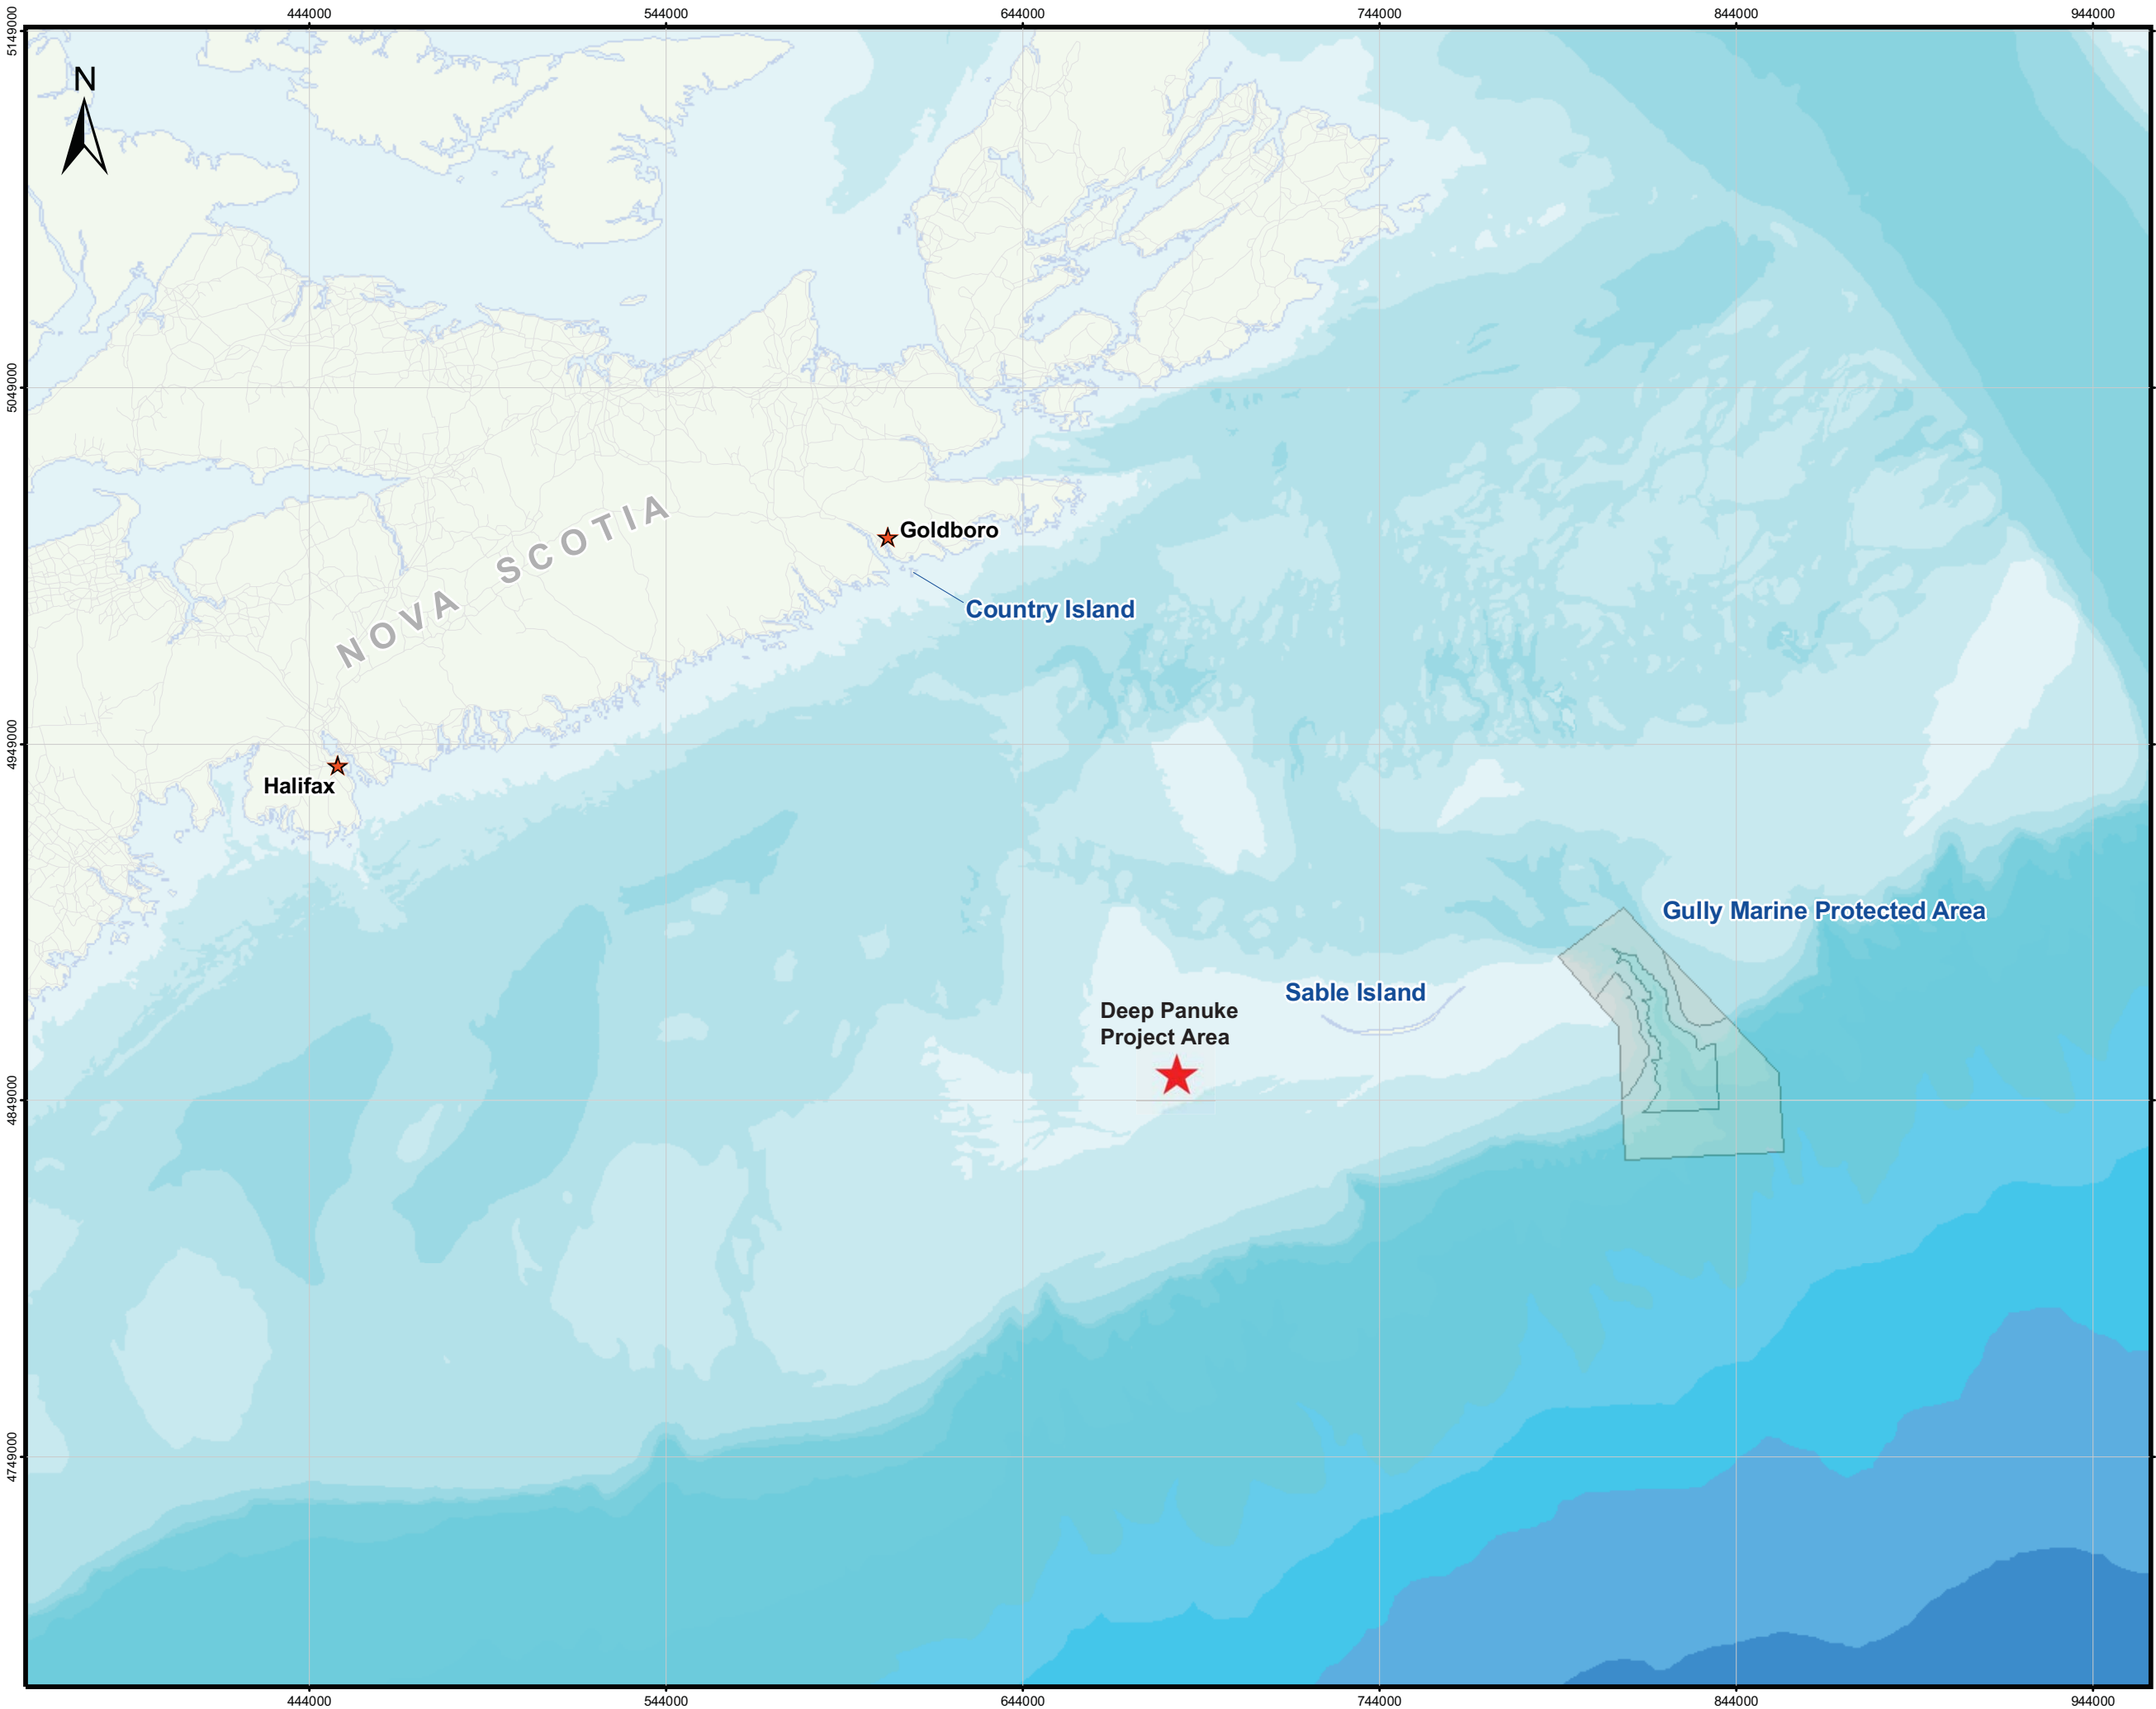 444000 544000 644000 744000 844000 944000
5149000
N
5049000
NOVA SCOTIA
Goldboro
Country Island
4949000
Halifax
Gully Marine Protected Area
Sable Island
Deep Panuke
Project Area
4849000
4749000
444000 544000 644000 744000 844000 944000